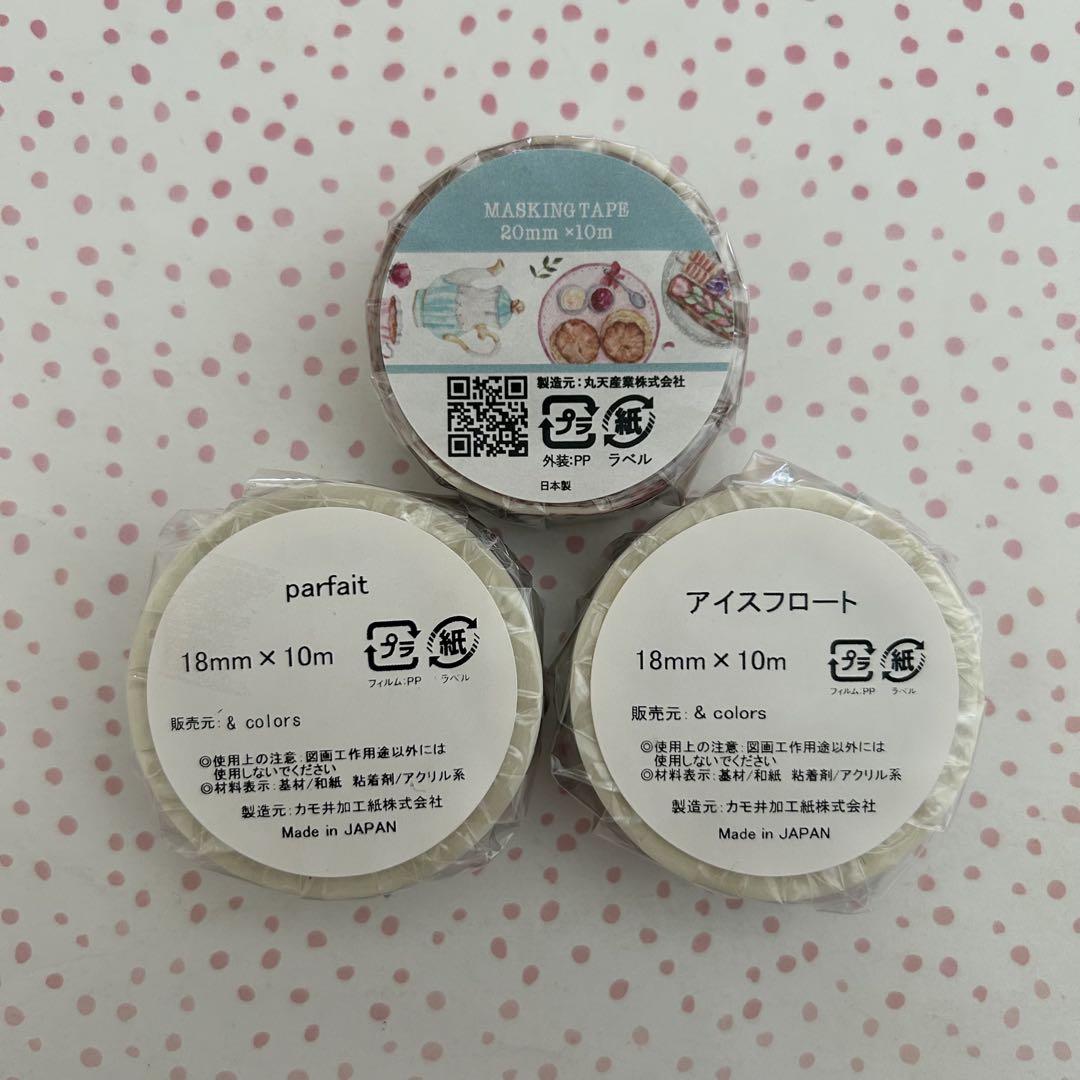 MASKING TAPE
20mm ×10m
製造元:丸天産業株式会社
プラ 紙
外装:PP ラベル
日本製
parfait
18mm×10m
プラ 紙
フィルム:PP ラベル
販売元:& colors
◎使用上の注意:図画工作用途以外には
使用しないでください
◎材料表示:基材/和紙 粘着剤/アクリル系
製造元:カモ井加工紙株式会社
Made in JAPAN
アイスフロート
18mm×10m
プラ 紙
フィルム:PP ラベル
販売元:& colors
◎使用上の注意:図画工作用途以外には
使用しないでください
◎材料表示:基材/和紙 粘着剤/アクリル系
製造元:カモ井加工紙株式会社
Made in JAPAN